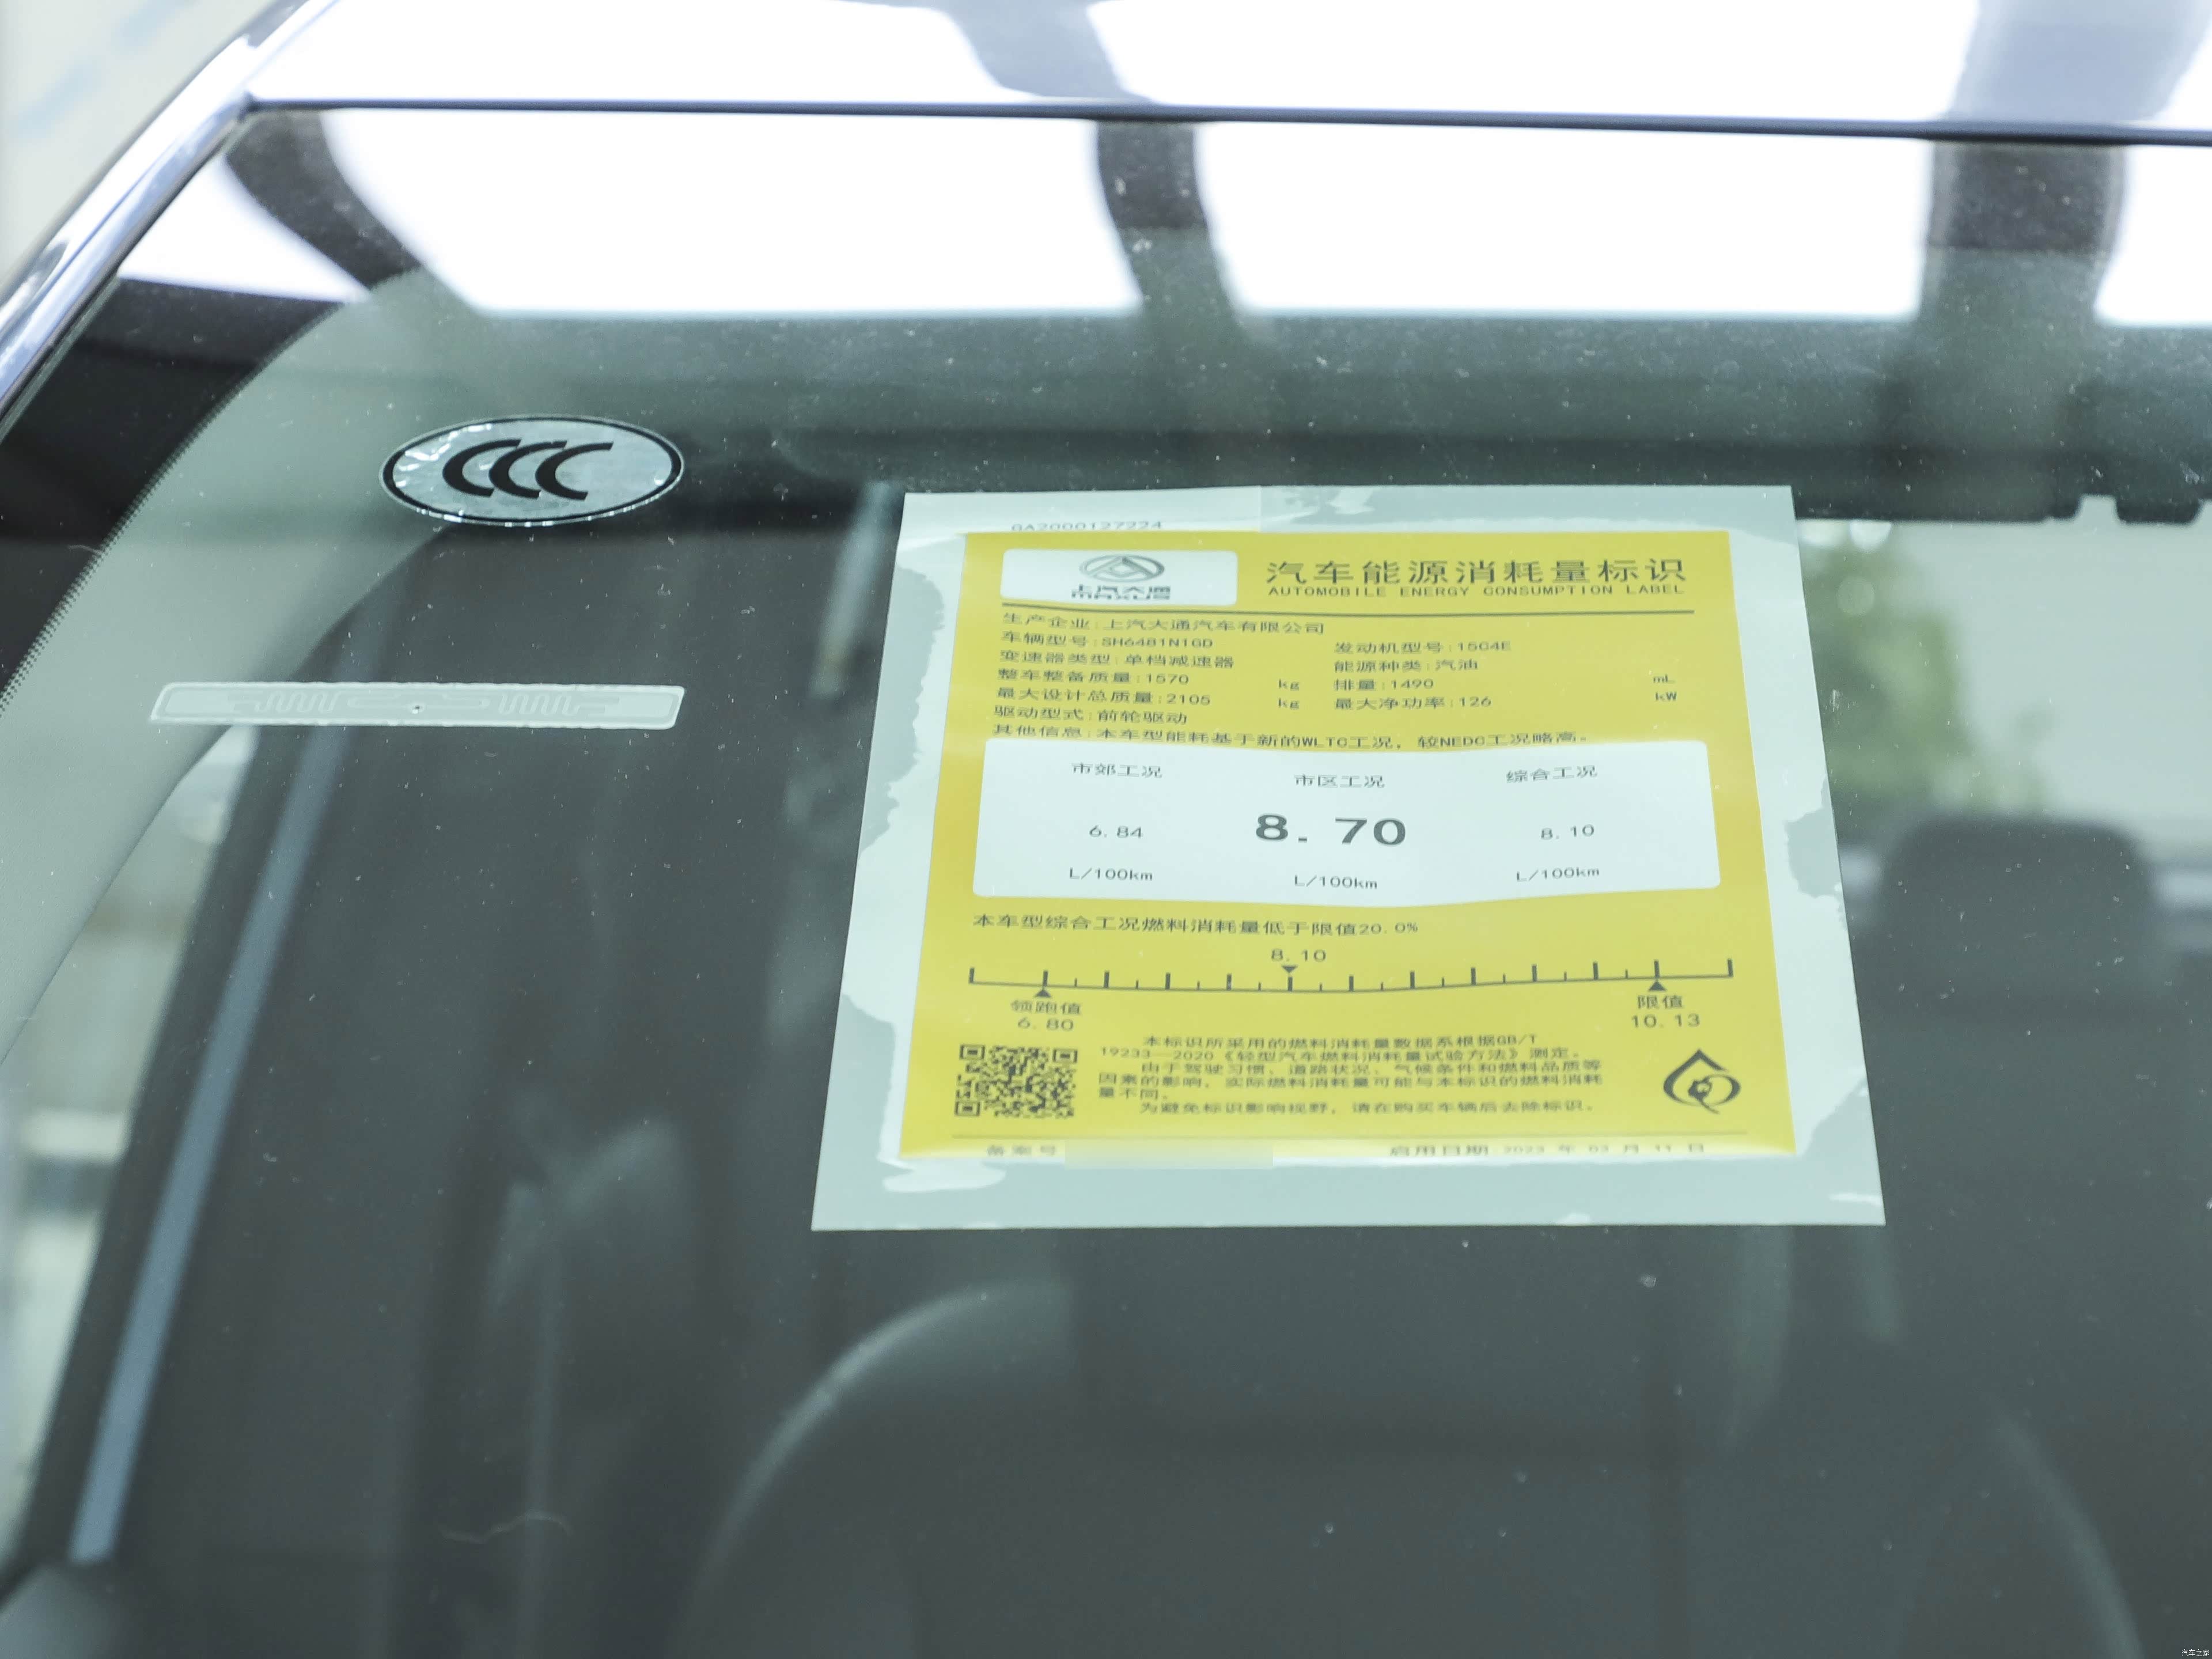 CCC
GA2000127224
上汽大通
MAXUS
汽车能源消耗量标识
AUTOMOBILE ENERGY CONSUMPTION LABEL
生产企业:上汽大通汽车有限公司
车辆型号:SH6481N1GD 发动机型号:15C4E
变速器类型:单档减速器 能源种类:汽油
整车整备质量:1570 kg 排量:1490 mL
最大设计总质量:2105 kg 最大净功率:126 kW
驱动型式:前轮驱动
其他信息:本车型能耗基于新的WLTC工况，较NEDC工况略高。
市郊工况 市区工况 综合工况
6.84 8.70 8.10
L/100km L/100km L/100km
本车型综合工况燃料消耗量低于限值20.0%
8.10
领跑值 限值
6.80 10.13
本标识所采用的燃料消耗量数据系根据GB/T
19233—2020《轻型汽车燃料消耗量试验方法》测定。
由于驾驶习惯、道路状况、气候条件和燃料品质等
因素的影响，实际燃料消耗量可能与本标识的燃料消耗
量不同。
为避免标识影响视野，请在购买车辆后去除标识。
备案号 启用日期 2023 年 02 月 11 日
汽车之家